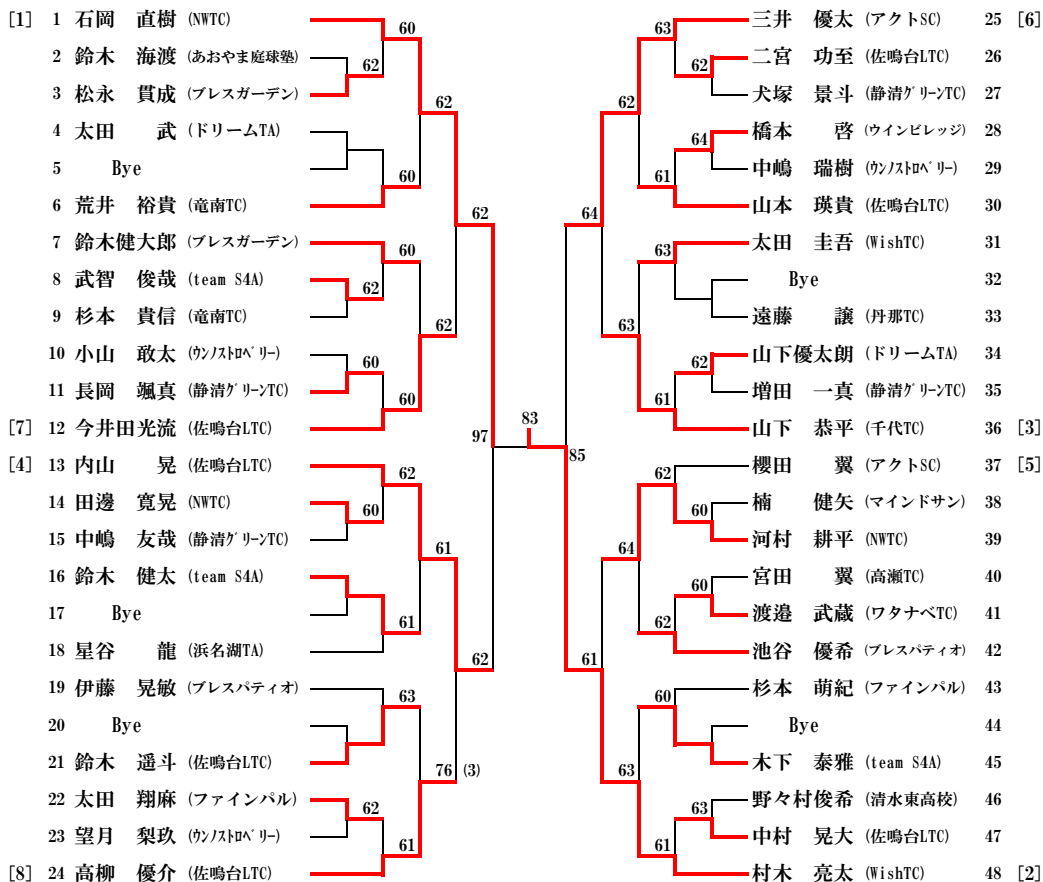 [1] 1 石岡 直樹 (NWTC)
2 鈴木 海渡 (あおやま庭球塾)
3 松永 貫成 (ブレスガーデン)
4 太田 武 (ドリームTA)
5 Bye
6 荒井 裕貴 (竜南TC)
7 鈴木健大郎 (ブレスガーデン)
8 武智 俊哉 (team S4A)
9 杉本 貴信 (竜南TC)
10 小山 敢太 (ウンノストロベリー)
11 長岡 颯真 (静清グリーンTC)
[7] 12 今井田光流 (佐鳴台LTC)
[4] 13 内山 晃 (佐鳴台LTC)
14 田邊 寛晃 (NWTC)
15 中嶋 友哉 (静清グリーンTC)
16 鈴木 健太 (team S4A)
17 Bye
18 星谷 龍 (浜名湖TA)
19 伊藤 晃敏 (ブレスパティオ)
20 Bye
21 鈴木 遥斗 (佐鳴台LTC)
22 太田 翔麻 (ファインパル)
23 望月 梨玖 (ウンノストロベリー)
[8] 24 高柳 優介 (佐鳴台LTC)
60
62
62
60
62
60
62
62
60
60
97
62
60
61
61
62
63
76 (3)
62
61
83
85
三井 優太 (アクトSC) 25 [6]
二宮 功至 (佐鳴台LTC) 26
犬塚 景斗 (静清グリーンTC) 27
橋本 啓 (ウインビレッジ) 28
中嶋 瑞樹 (ウンノストロベリー) 29
山本 瑛貴 (佐鳴台LTC) 30
太田 圭吾 (WishTC) 31
Bye 32
遠藤 譲 (丹那TC) 33
山下優太朗 (ドリームTA) 34
増田 一真 (静清グリーンTC) 35
山下 恭平 (千代TC) 36 [3]
櫻田 翼 (アクトSC) 37 [5]
楠 健矢 (マインドサン) 38
河村 耕平 (NWTC) 39
宮田 翼 (高瀬TC) 40
渡邉 武蔵 (ワタナベTC) 41
池谷 優希 (ブレスパティオ) 42
杉本 萌紀 (ファインパル) 43
Bye 44
木下 泰雅 (team S4A) 45
野々村俊希 (清水東高校) 46
中村 晃大 (佐鳴台LTC) 47
村木 亮太 (WishTC) 48 [2]
63
62
62
64
61
64
63
63
62
61
62
60
64
60
62
61
60
63
63
61